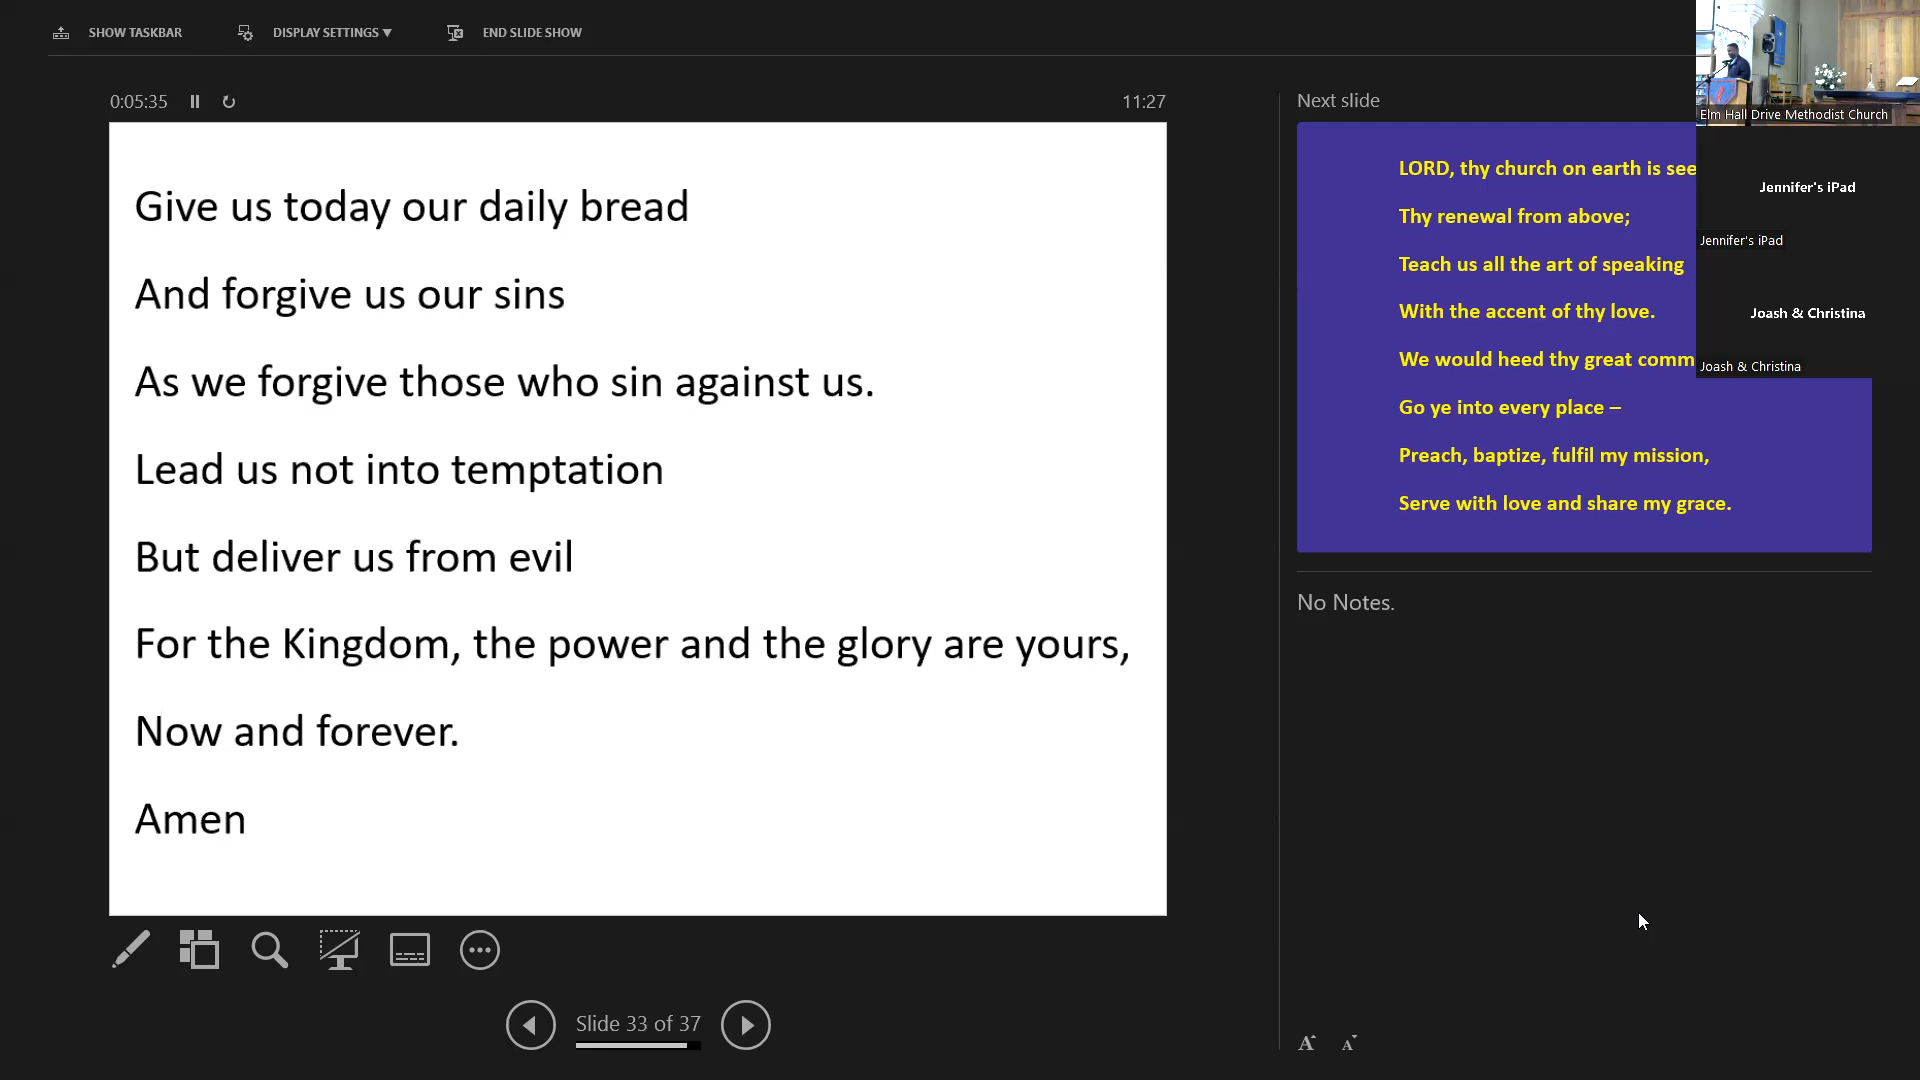 SHOW TASKBAR
DISPLAY SETTINGS ▼
END SLIDE SHOW
0:05:35
11:27
Give us today our daily bread
And forgive us our sins
As we forgive those who sin against us.
Lead us not into temptation
But deliver us from evil
For the Kingdom, the power and the glory are yours,
Now and forever.
Amen
Slide 33 of 37
Next slide
LORD, thy church on earth is
Thy renewal from above;
Teach us all the art of speaking
With the accent of thy love.
We would heed thy great
Go ye into every place –
Preach, baptize, fulfil my mission,
Serve with love and share my grace.
No Notes.
A
A
Elm Hall Drive Methodist Church
Jennifer's iPad
Jennifer's iPad
Joash & Christina
Joash & Christina